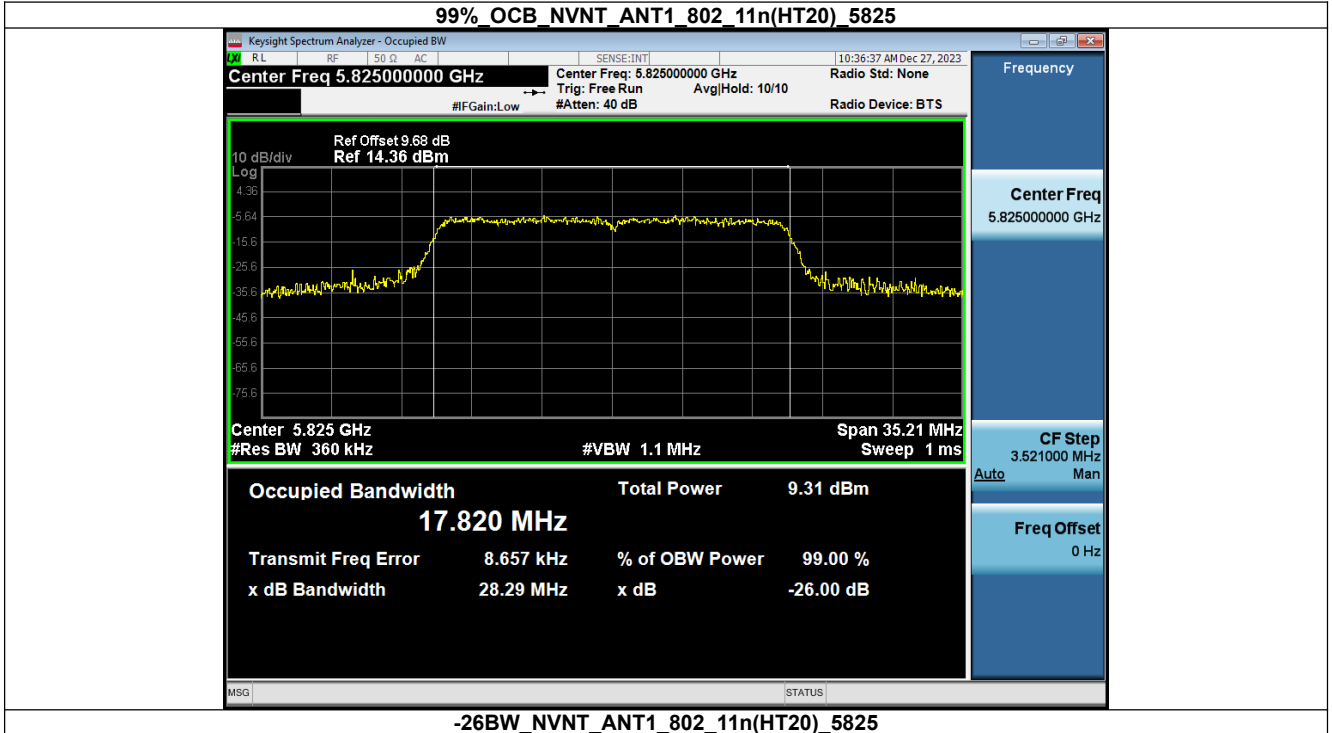 99%_OCB_NVNT_ANT1_802_11n(HT20)_5825
Keysight Spectrum Analyzer - Occupied BW
LXI RL RF 50 Ω AC SENSE:INT 10:36:37 AM Dec 27, 2023
Center Freq 5.825000000 GHz Center Freq: 5.825000000 GHz Radio Std: None
Trig: Free Run Avg|Hold: 10/10
#IFGain:Low #Atten: 40 dB Radio Device: BTS
Frequency
Ref Offset 9.68 dB
10 dB/div Ref 14.36 dBm
Log
4.36
-5.64
-15.6
-25.6
-35.6
-45.6
-55.6
-65.6
-75.6
Center 5.825 GHz Span 35.21 MHz
#Res BW 360 kHz #VBW 1.1 MHz Sweep 1 ms
Center Freq
5.825000000 GHz
CF Step
3.521000 MHz
Auto Man
Freq Offset
0 Hz
Occupied Bandwidth Total Power 9.31 dBm
17.820 MHz
Transmit Freq Error 8.657 kHz % of OBW Power 99.00 %
x dB Bandwidth 28.29 MHz x dB -26.00 dB
MSG STATUS
-26BW_NVNT_ANT1_802_11n(HT20)_5825